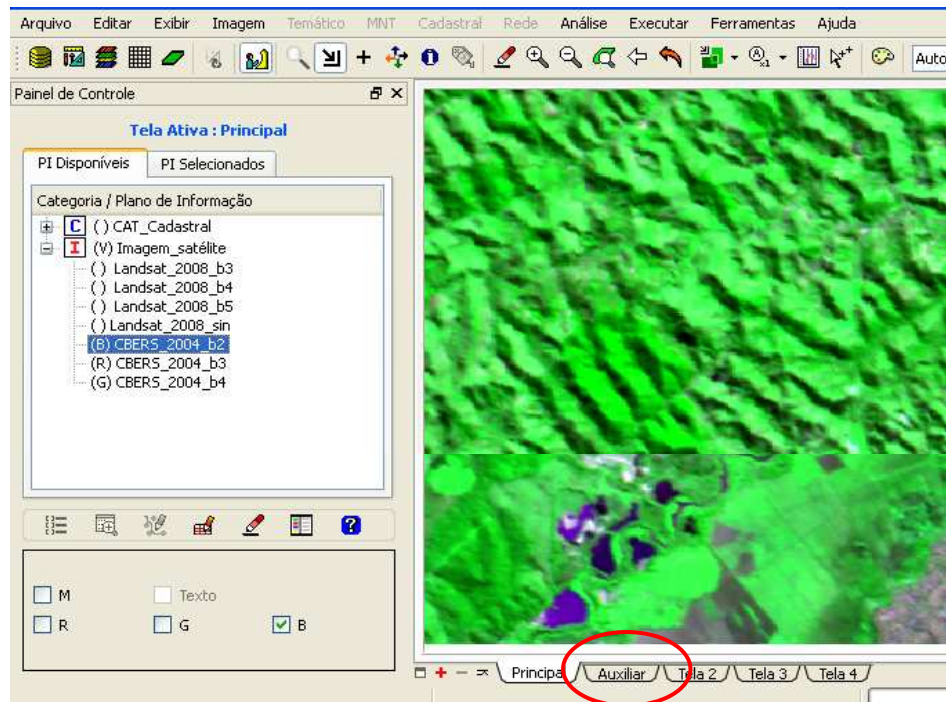 Arquivo Editar Exibir Imagem Temático MNT Cadastral Rede Análise Executar Ferramentas Ajuda
Auto
Painel de Controle
Tela Ativa : Principal
PI Disponíveis PI Selecionados
Categoria / Plano de Informação
C () CAT_Cadastral
I (V) Imagem_satélite
() Landsat_2008_b3
() Landsat_2008_b4
() Landsat_2008_b5
() Landsat_2008_sin
(B) CBERS_2004_b2
(R) CBERS_2004_b3
(G) CBERS_2004_b4
M Texto
R G B
Principal Auxiliar Tela 2 Tela 3 Tela 4